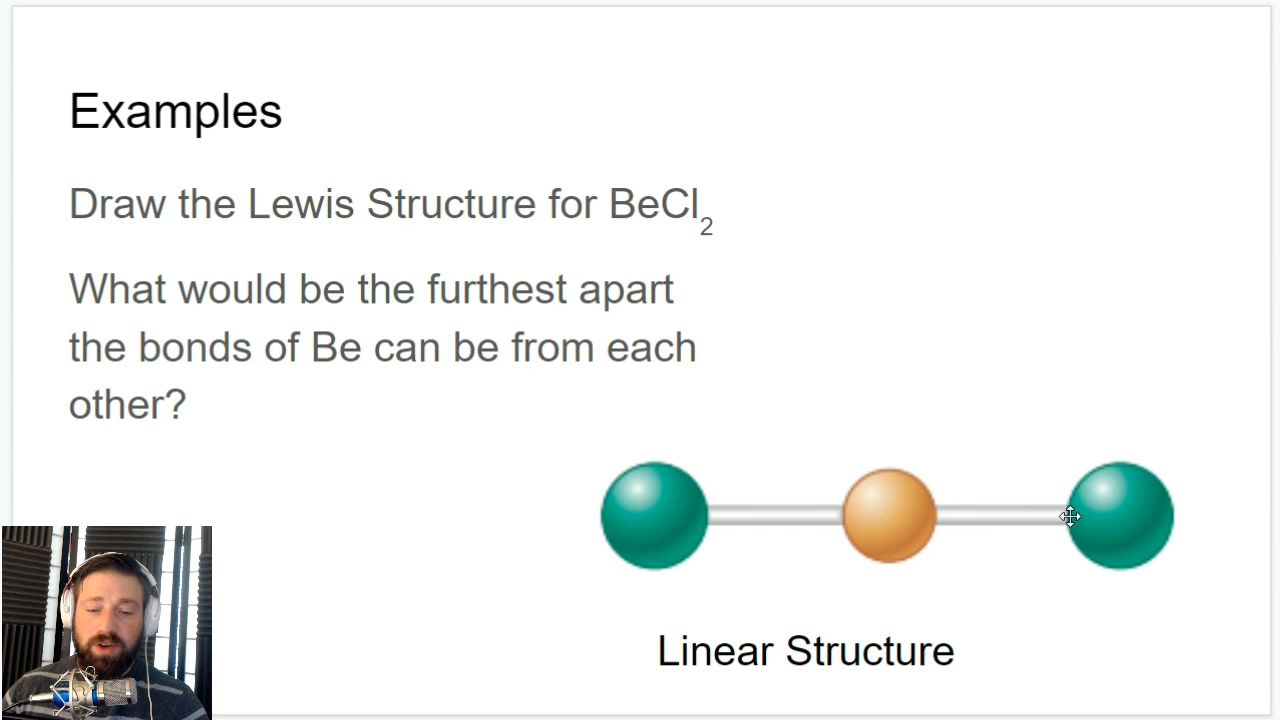 Examples
Draw the Lewis Structure for BeCl₂
What would be the furthest apart
the bonds of Be can be from each
other?
Linear Structure